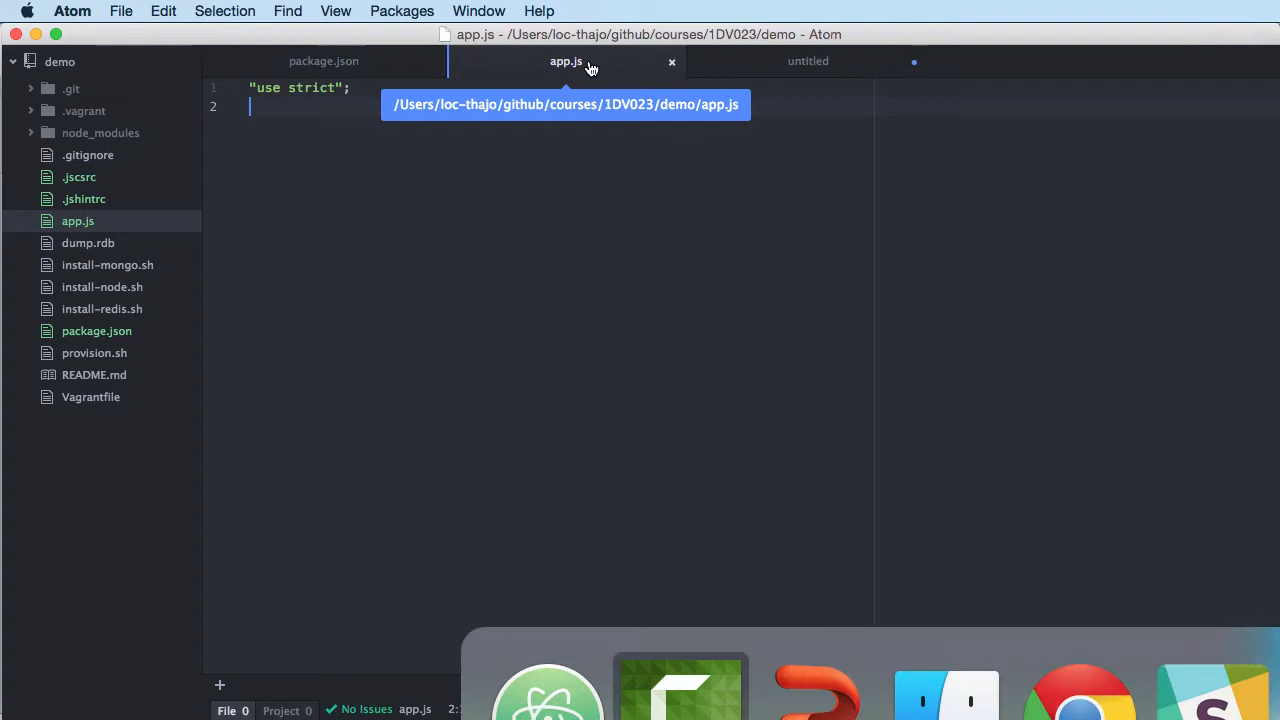 Atom File Edit Selection Find View Packages Window Help
app.js - /Users/loc-thajo/github/courses/1DV023/demo - Atom
demo
package.json
app.js
untitled
.git
.vagrant
node_modules
.gitignore
.jscsrc
.jshintrc
app.js
dump.rdb
install-mongo.sh
install-node.sh
install-redis.sh
package.json
provision.sh
README.md
Vagrantfile
1 "use strict";
2
/Users/loc-thajo/github/courses/1DV023/demo/app.js
+
File 0 Project 0 No Issues app.js 2: